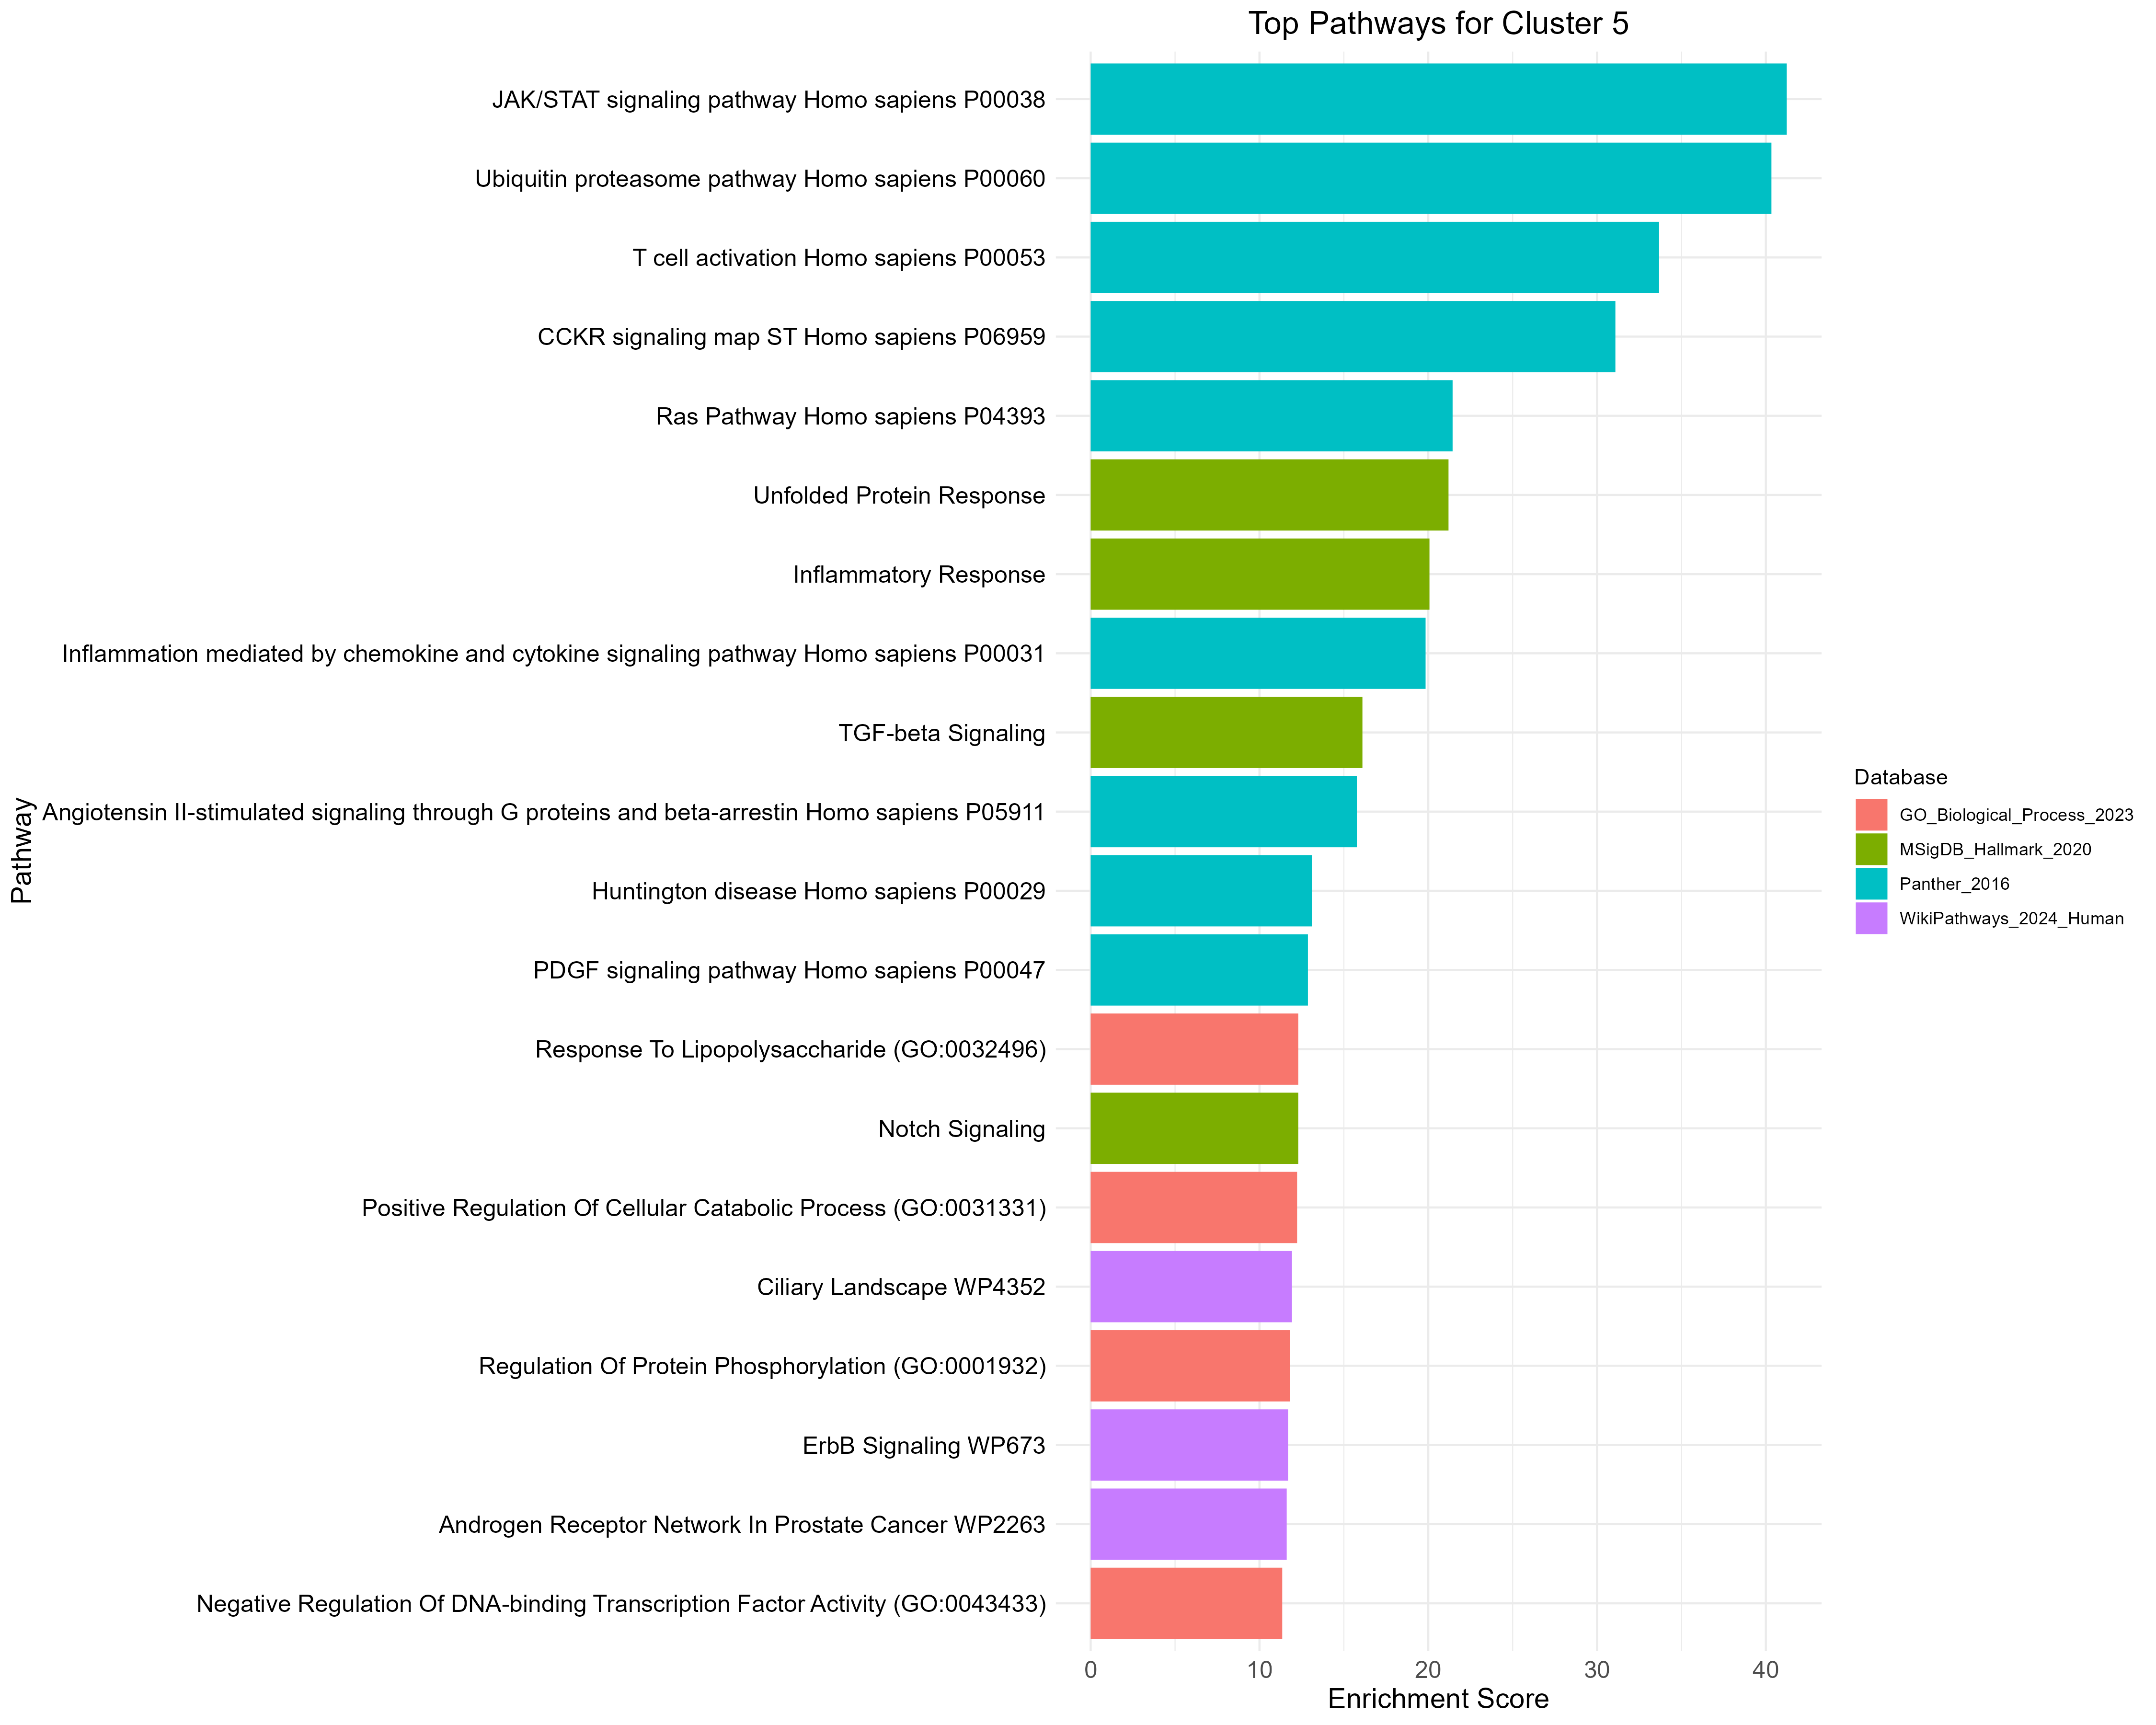 Top Pathways for Cluster 5
JAK/STAT signaling pathway Homo sapiens P00038
Ubiquitin proteasome pathway Homo sapiens P00060
T cell activation Homo sapiens P00053
CCKR signaling map ST Homo sapiens P06959
Ras Pathway Homo sapiens P04393
Unfolded Protein Response
Inflammatory Response
Inflammation mediated by chemokine and cytokine signaling pathway Homo sapiens P00031
TGF-beta Signaling
Angiotensin II-stimulated signaling through G proteins and beta-arrestin Homo sapiens P05911
Huntington disease Homo sapiens P00029
PDGF signaling pathway Homo sapiens P00047
Response To Lipopolysaccharide (GO:0032496)
Notch Signaling
Positive Regulation Of Cellular Catabolic Process (GO:0031331)
Ciliary Landscape WP4352
Regulation Of Protein Phosphorylation (GO:0001932)
ErbB Signaling WP673
Androgen Receptor Network In Prostate Cancer WP2263
Negative Regulation Of DNA-binding Transcription Factor Activity (GO:0043433)
Pathway
0 10 20 30 40
Enrichment Score
Database
GO_Biological_Process_2023
MSigDB_Hallmark_2020
Panther_2016
WikiPathways_2024_Human